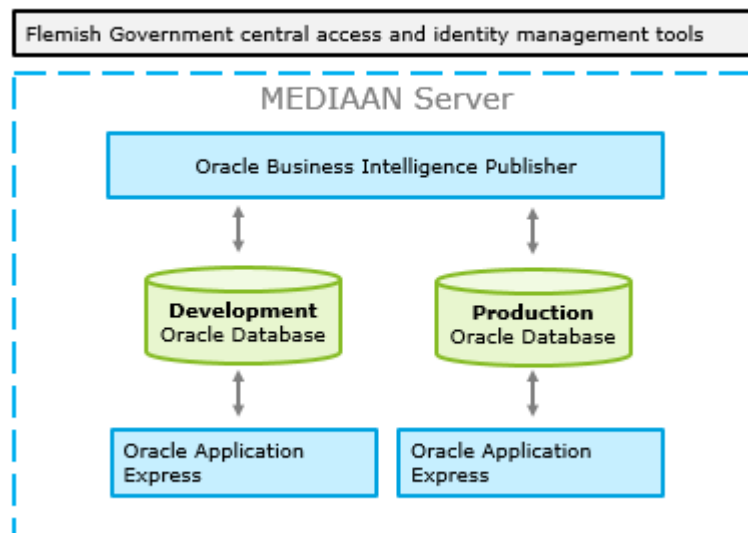 Flemish Government central access and identity management tools
MEDIAAN Server
Oracle Business Intelligence Publisher
Development
Oracle Database
Production
Oracle Database
Oracle Application
Express
Oracle Application
Express